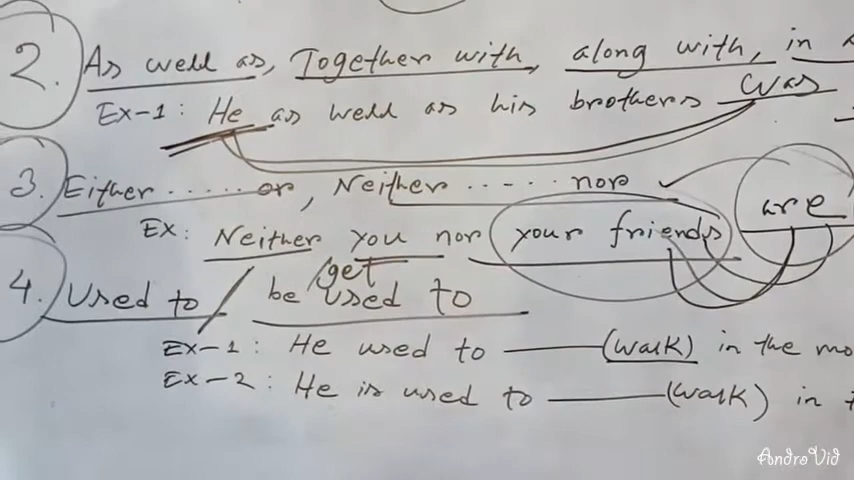 2. As well as, Together with, along with, in
Ex-1: He as well as his brothers was
3. Either ...... or, Neither ..... nor
are
Ex: Neither you nor your friends
/get
4. Used to / be used to
Ex-1: He used to ——— (walk) in the mo
Ex-2: He is used to ——— (walk) in
AndroVid